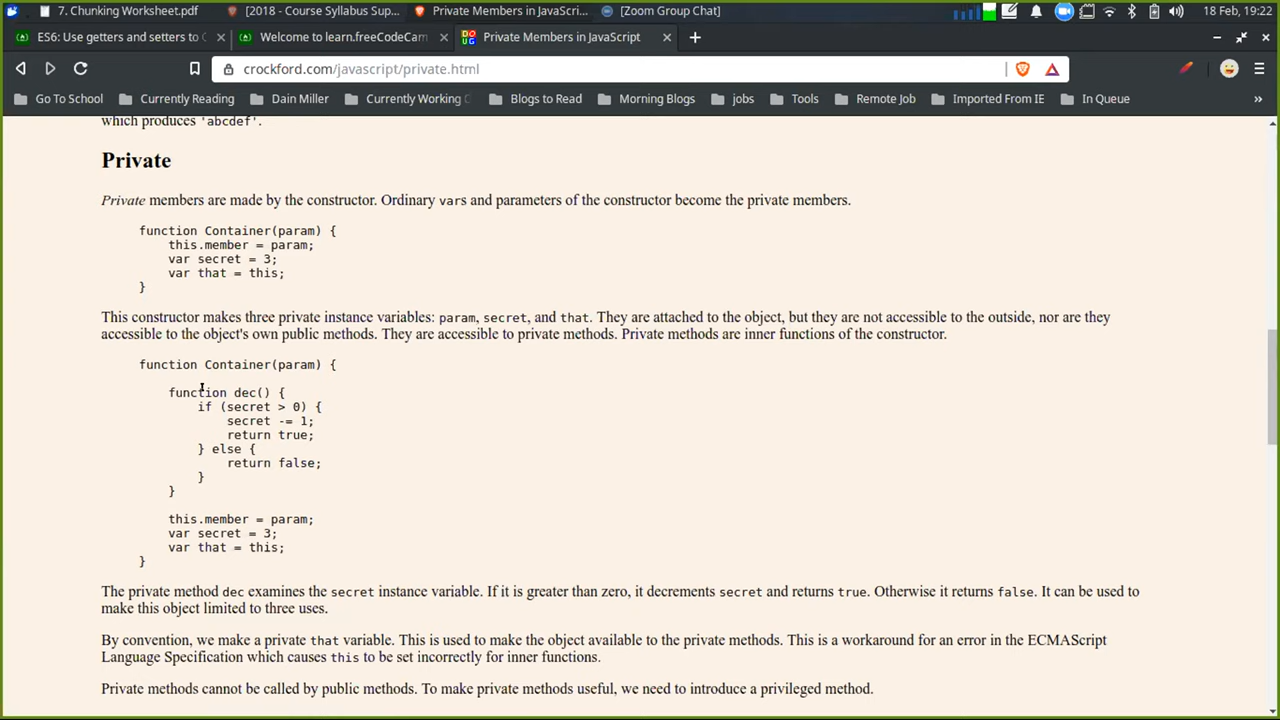 7. Chunking Worksheet.pdf [2018 - Course Syllabus Sup... Private Members in JavaScri... [Zoom Group Chat] 18 Feb, 19:22
ES6: Use getters and setters to C × Welcome to learn.freeCodeCam × Private Members in JavaScript × +
crockford.com/javascript/private.html
Go To School Currently Reading Dain Miller Currently Working C Blogs to Read Morning Blogs jobs Tools Remote Job Imported From IE In Queue »
which produces 'abcdef'.
Private
Private members are made by the constructor. Ordinary vars and parameters of the constructor become the private members.
function Container(param) {
this.member = param;
var secret = 3;
var that = this;
}
This constructor makes three private instance variables: param, secret, and that. They are attached to the object, but they are not accessible to the outside, nor are they
accessible to the object's own public methods. They are accessible to private methods. Private methods are inner functions of the constructor.
function Container(param) {
function dec() {
if (secret > 0) {
secret -= 1;
return true;
} else {
return false;
}
}
this.member = param;
var secret = 3;
var that = this;
}
The private method dec examines the secret instance variable. If it is greater than zero, it decrements secret and returns true. Otherwise it returns false. It can be used to
make this object limited to three uses.
By convention, we make a private that variable. This is used to make the object available to the private methods. This is a workaround for an error in the ECMAScript
Language Specification which causes this to be set incorrectly for inner functions.
Private methods cannot be called by public methods. To make private methods useful, we need to introduce a privileged method.